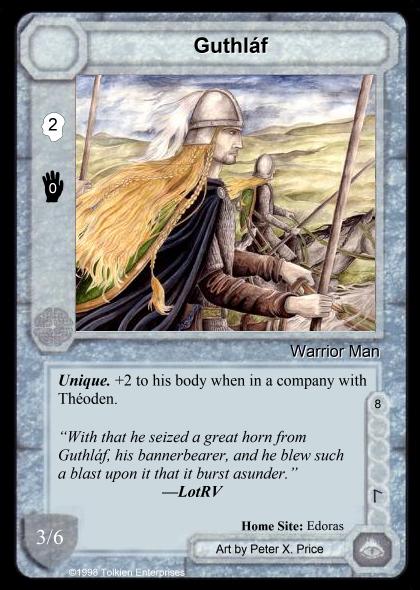 Guthláf
2
0
Warrior Man
Unique. +2 to his body when in a company with
Théoden.
8
“With that he seized a great horn from
Guthláf, his bannerbearer, and he blew such
a blast upon it that it burst asunder.”
—LotRV
Home Site: Edoras
3/6
Art by Peter X. Price
©1998 Tolkien Enterprises